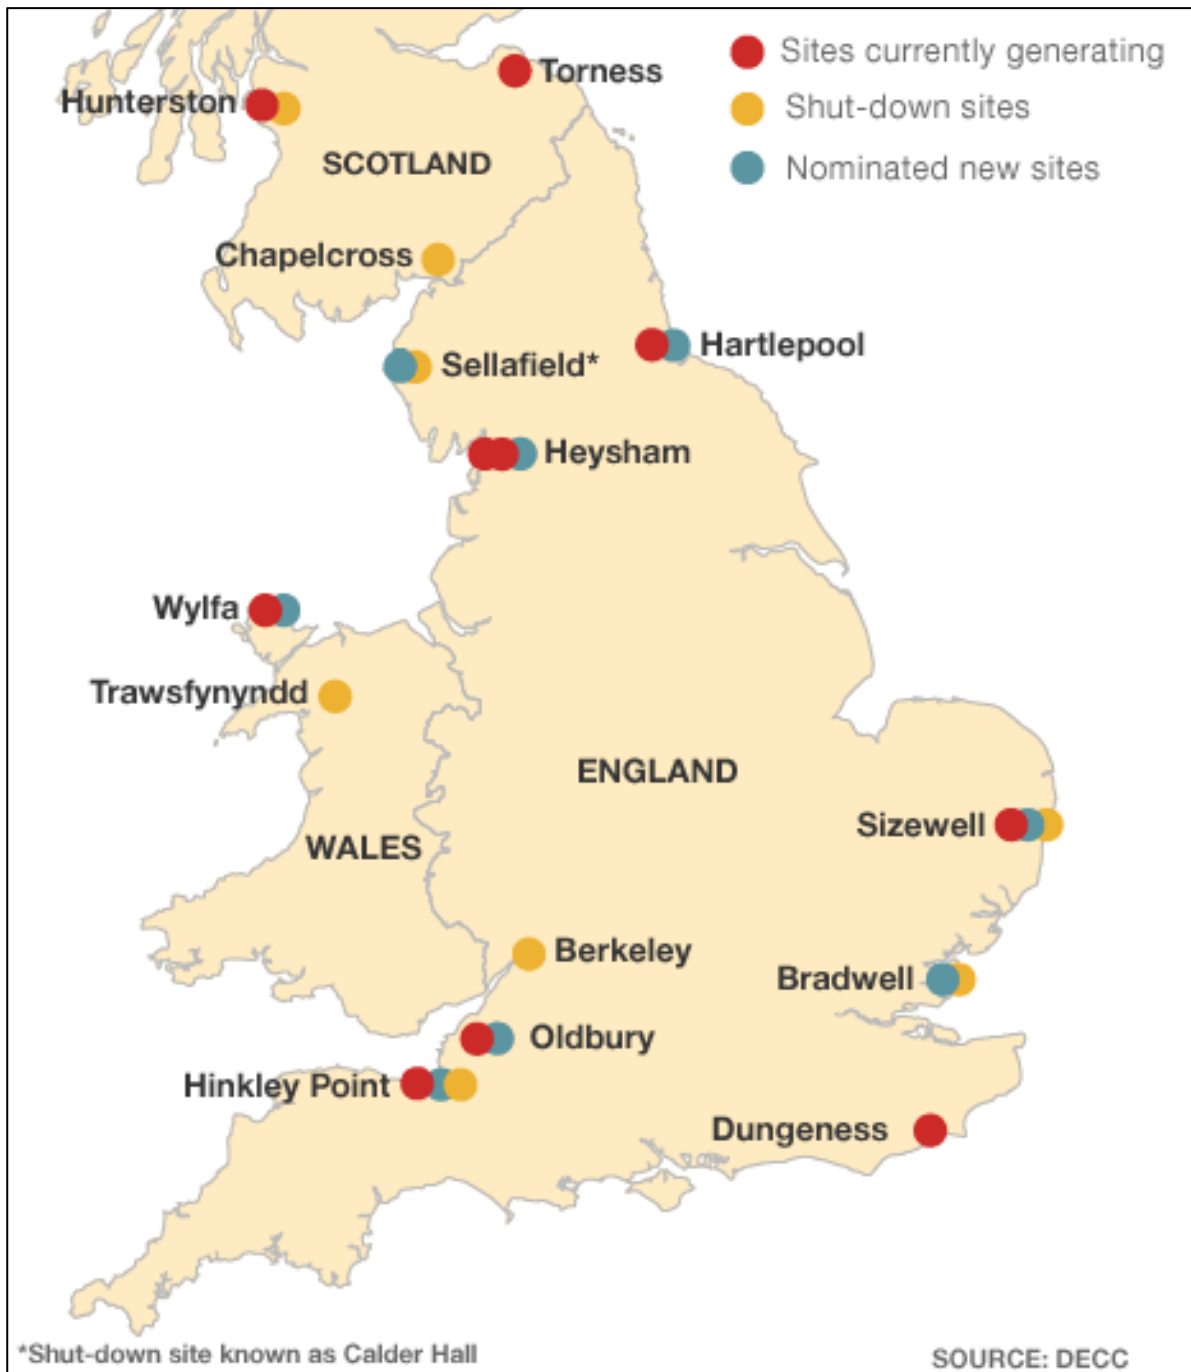 Sites currently generating
Torness
Hunterston
Shut-down sites
SCOTLAND
Nominated new sites
Chapelcross
Hartlepool
Sellafield*
Heysham
Wylfa
Trawsfynyndd
ENGLAND
Sizewell
WALES
Berkeley
Bradwell
Oldbury
Hinkley Point
Dungeness
*Shut-down site known as Calder Hall
SOURCE: DECC